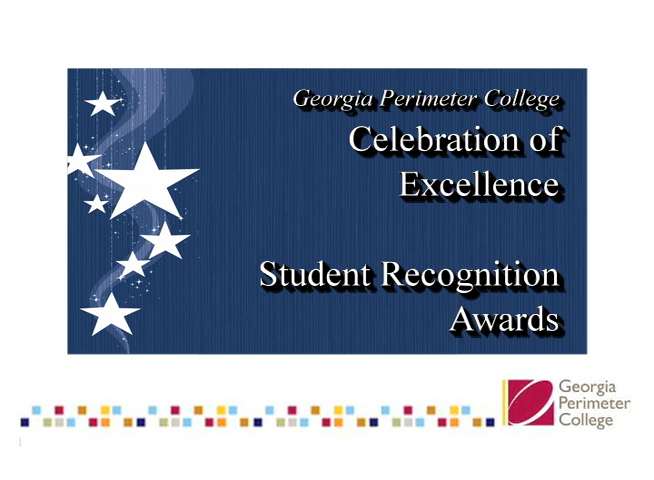 Georgia Perimeter College
Celebration of
Excellence
Student Recognition
Awards
Georgia
Perimeter
College